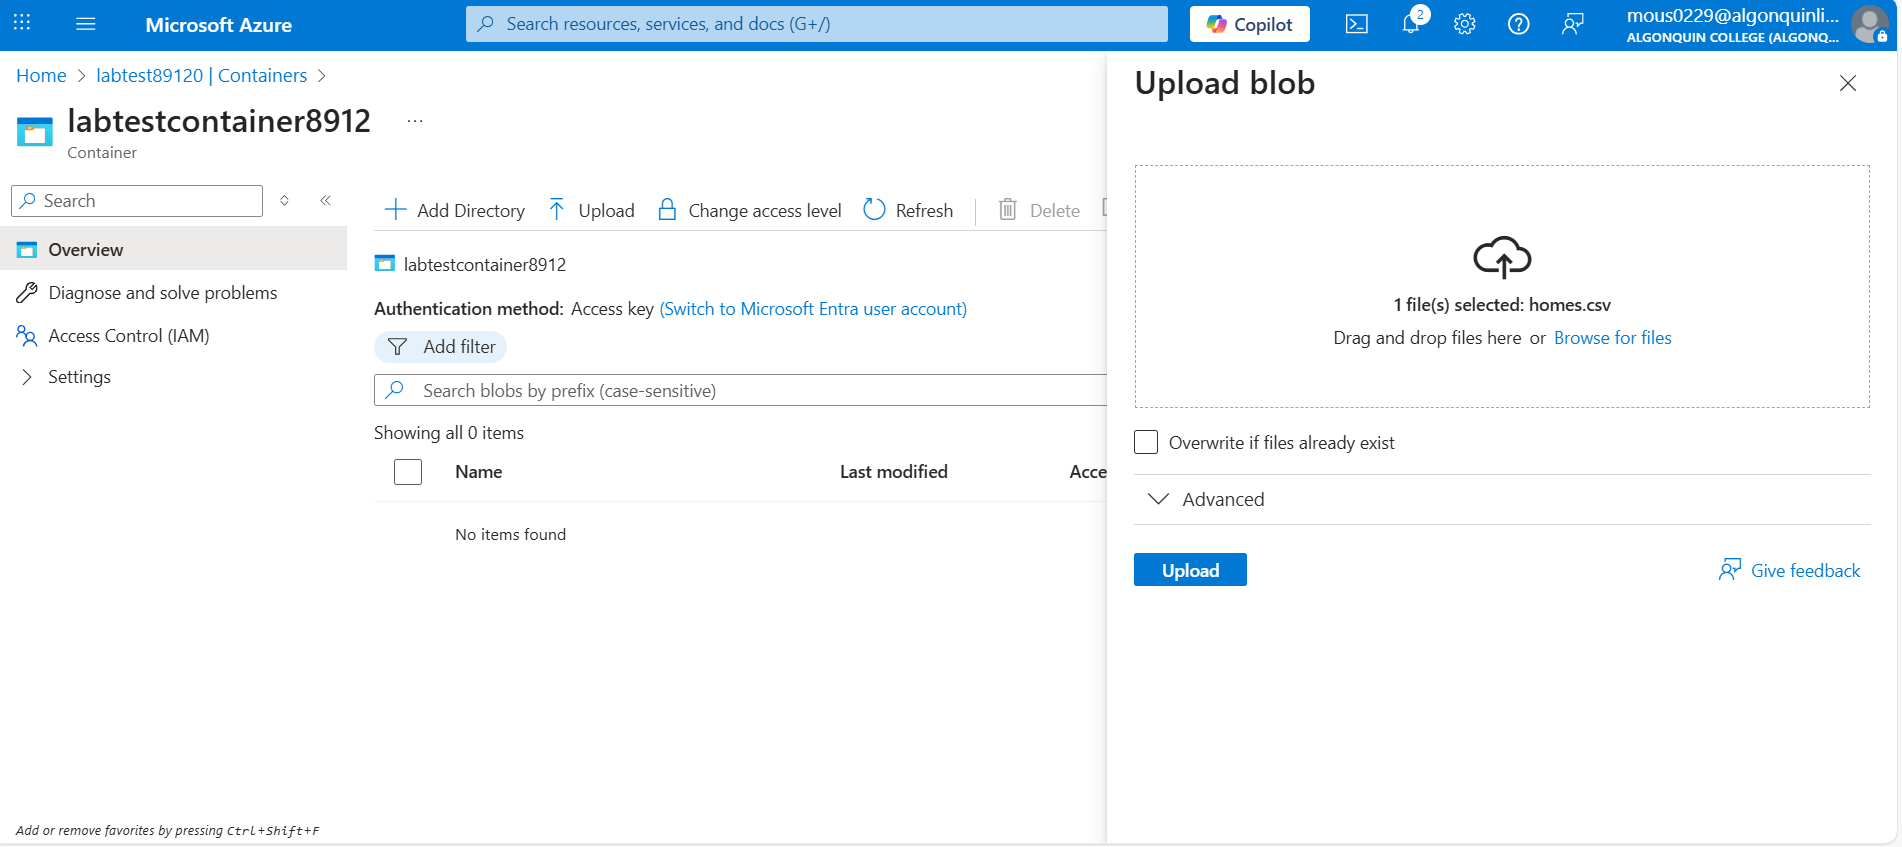 Microsoft Azure
Search resources, services, and docs (G+/)
Copilot
2
mous0229@algonquinli...
ALGONQUIN COLLEGE (ALGONQ...
Home
labtest89120 | Containers
labtestcontainer8912
...
Container
Search
Overview
Diagnose and solve problems
Access Control (IAM)
Settings
Add Directory
Upload
Change access level
Refresh
Delete
labtestcontainer8912
Authentication method: Access key (Switch to Microsoft Entra user account)
Add filter
Search blobs by prefix (case-sensitive)
Showing all 0 items
Name
Last modified
Acce
No items found
Add or remove favorites by pressing Ctrl+Shift+F
Upload blob
1 file(s) selected: homes.csv
Drag and drop files here or Browse for files
Overwrite if files already exist
Advanced
Upload
Give feedback